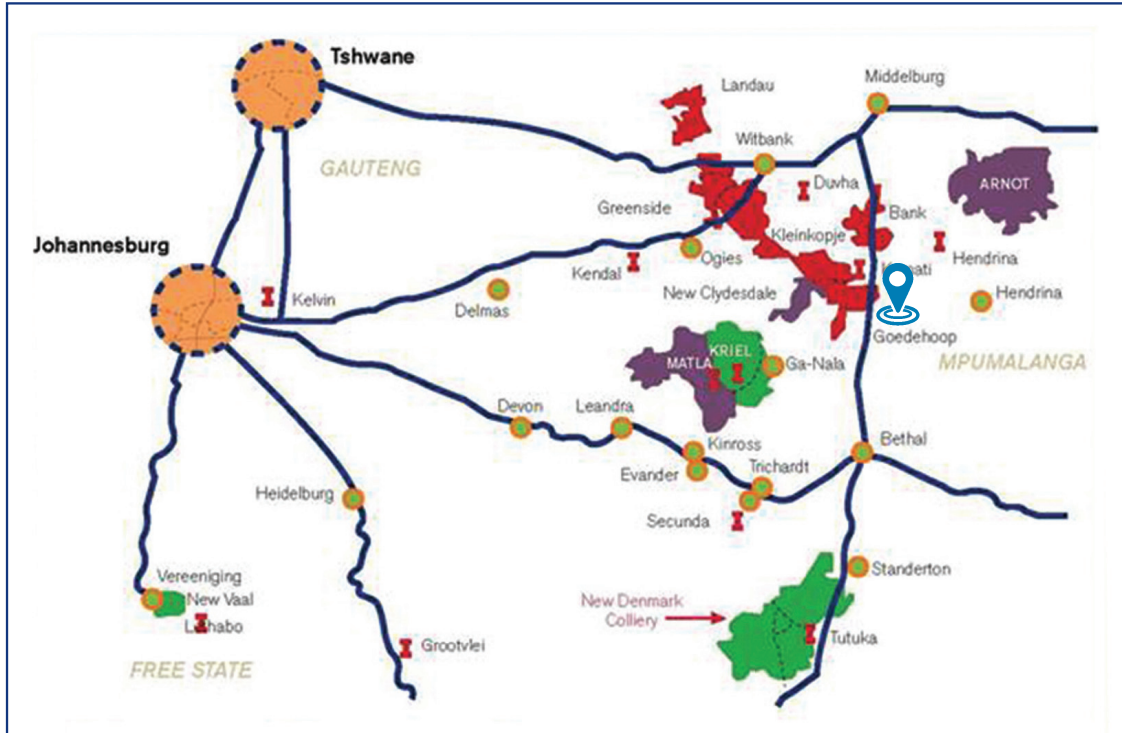 Tshwane
Middelburg
Landau
Witbank
GAUTENG
Duvha
ARNOT
Greenside
Bank
Johannesburg
Kleinkopje
Ogies
Hendrina
Kendal
Kelvin
New Clydesdale
Hendrina
Delmas
Goedehoop
KRIEL
MATLA
Ga-Nala
MPUMALANGA
Devon
Leandra
Kinross
Bethal
Evander
Trichardt
Heidelburg
Secunda
Standerton
Vereeniging
New Vaal
New Denmark
Colliery
Tutuka
Grootvlei
FREE STATE